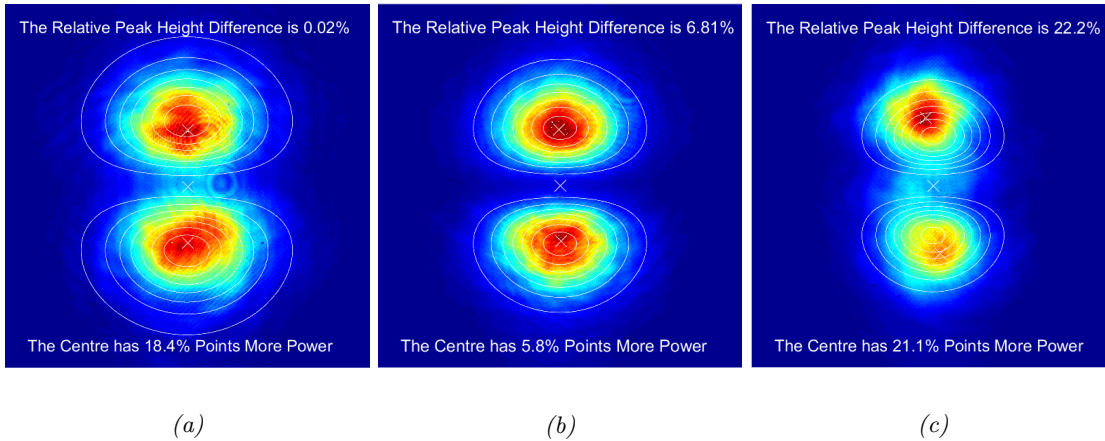 The Relative Peak Height Difference is 0.02%
The Relative Peak Height Difference is 6.81%
The Relative Peak Height Difference is 22.2%
The Centre has 18.4% Points More Power
The Centre has 5.8% Points More Power
The Centre has 21.1% Points More Power
(a)
(b)
(c)